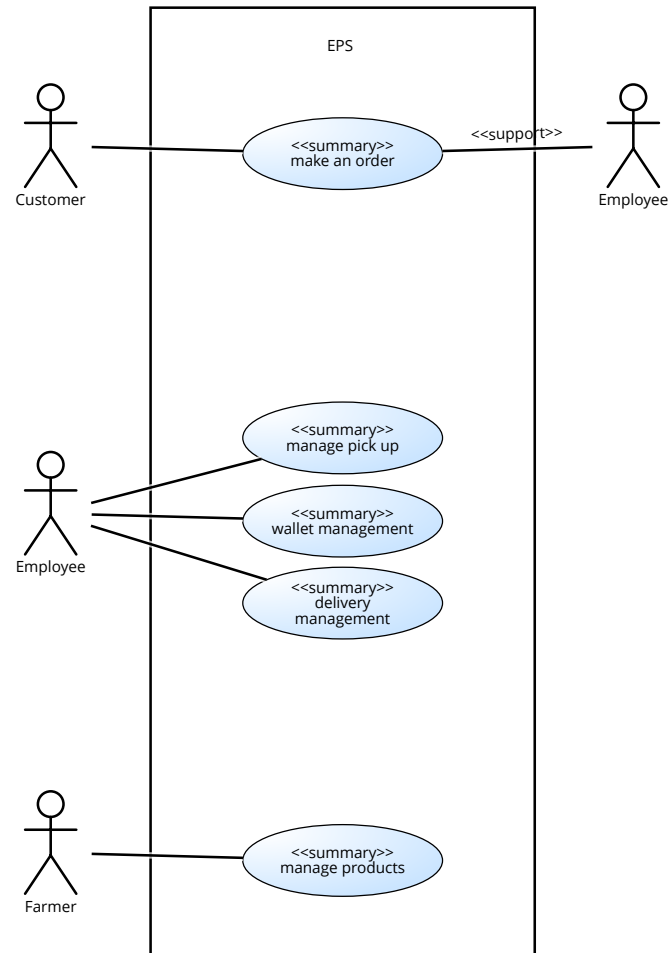 EPS
<<summary>>
make an order
<<support>>
Customer
Employee
<<summary>>
manage pick up
<<summary>>
wallet management
Employee
<<summary>>
delivery
management
<<summary>>
manage products
Farmer